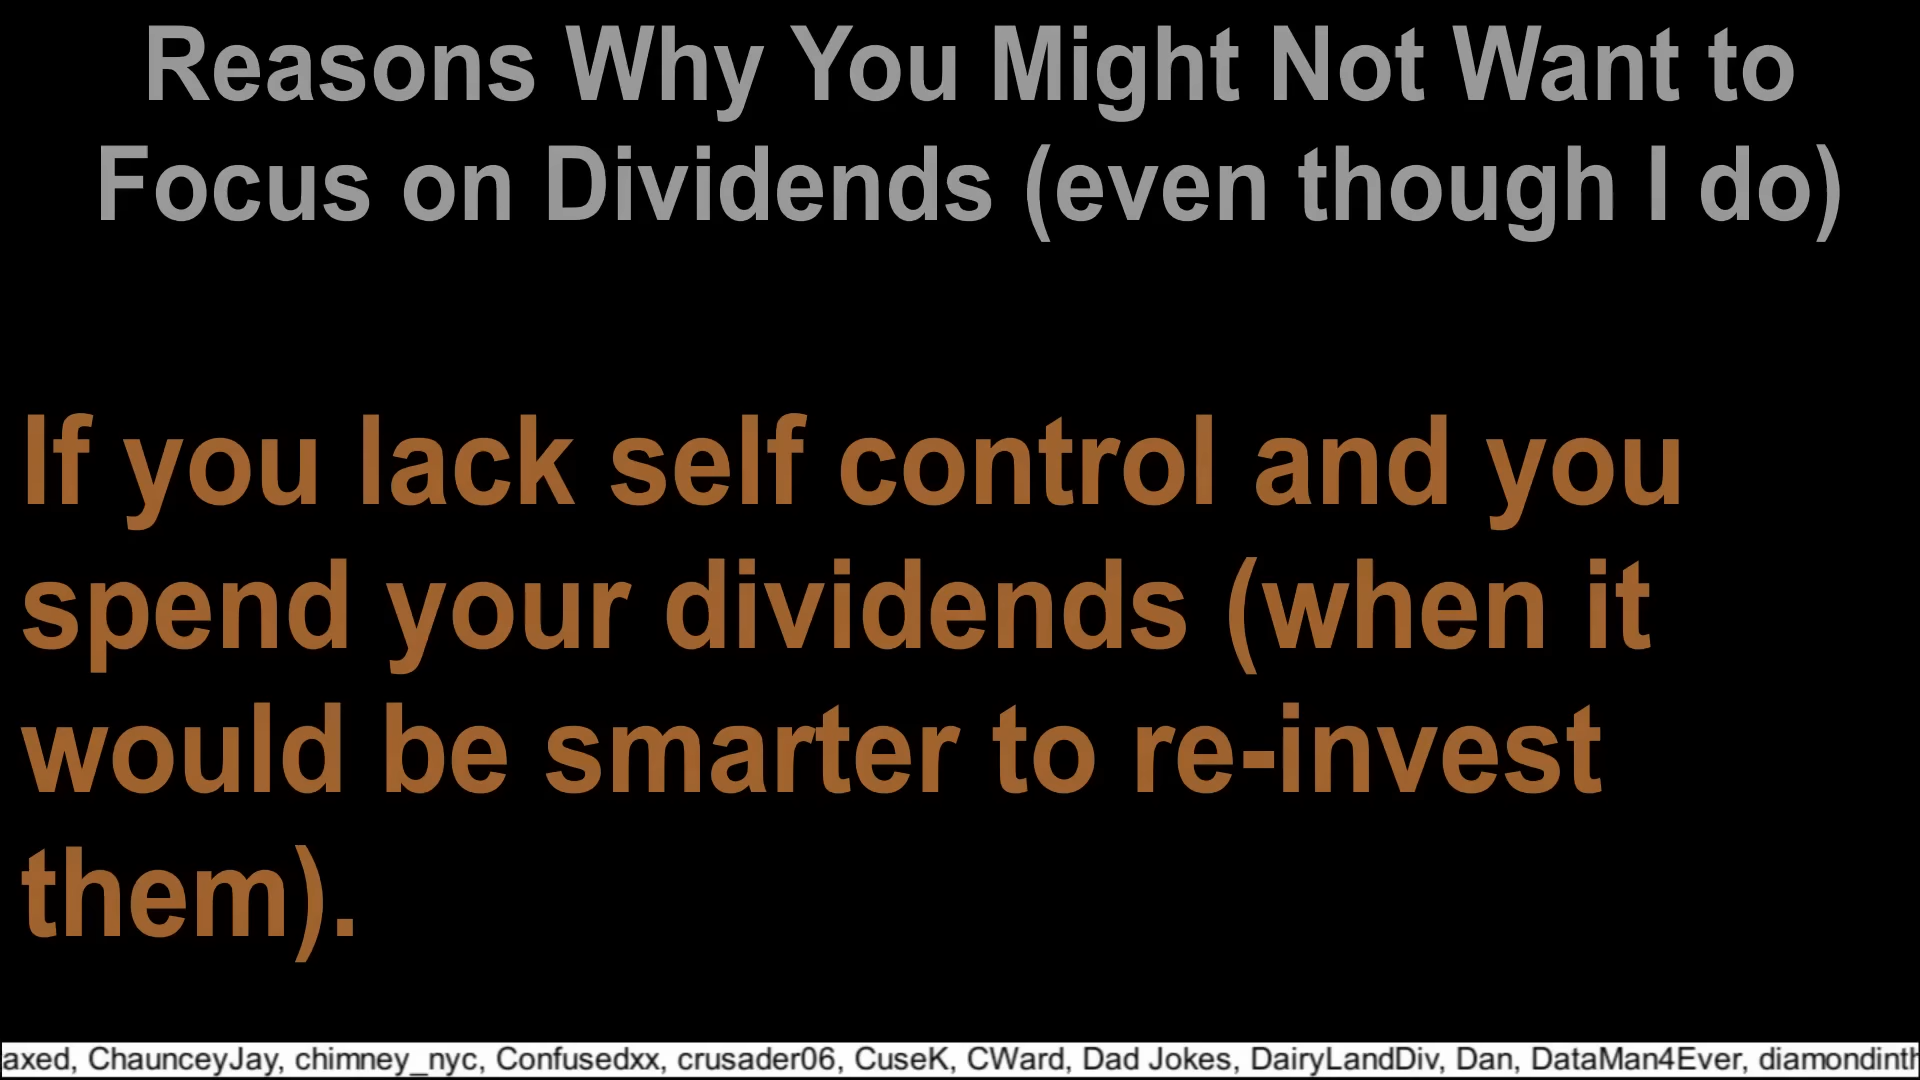 Reasons Why You Might Not Want to
Focus on Dividends (even though I do)
If you lack self control and you
spend your dividends (when it
would be smarter to re-invest
them).
axed, ChaunceyJay, chimney_nyc, Confusedxx, crusader06, CuseK, CWard, Dad Jokes, DairyLandDiv, Dan, DataMan4Ever, diamondinth